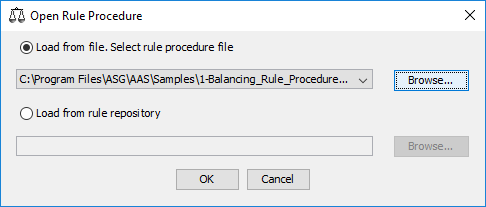 Open Rule Procedure
Load from file. Select rule procedure file
C:\Program Files\ASG\AAS\Samples\1-Balancing_Rule_Procedure...
Browse...
Load from rule repository
Browse...
OK
Cancel